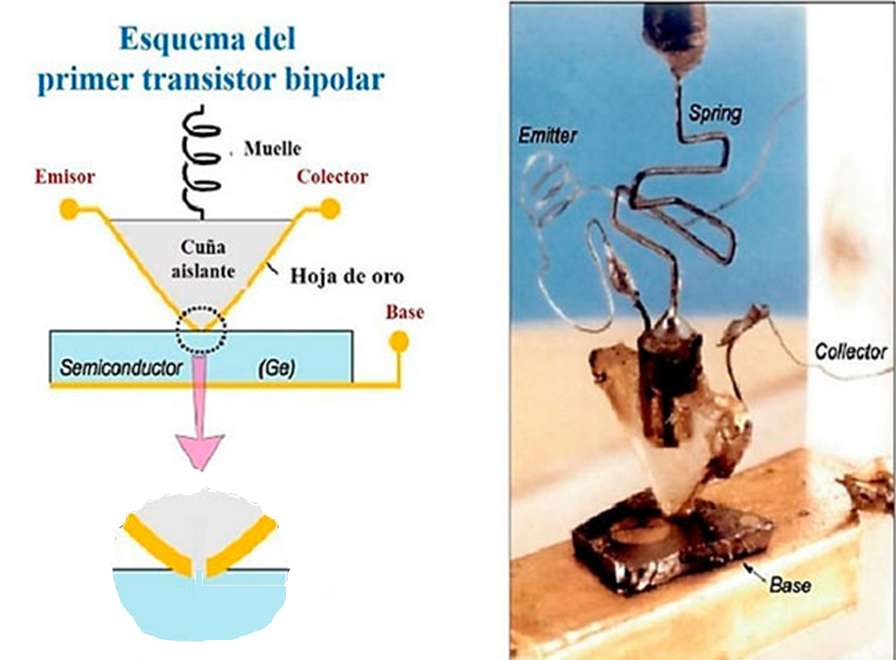 Esquema del
primer transistor bipolar
Muelle
Emisor
Colector
Cuña
aislante
Hoja de oro
Base
Semiconductor (Ge)
Spring
Emitter
Collector
Base